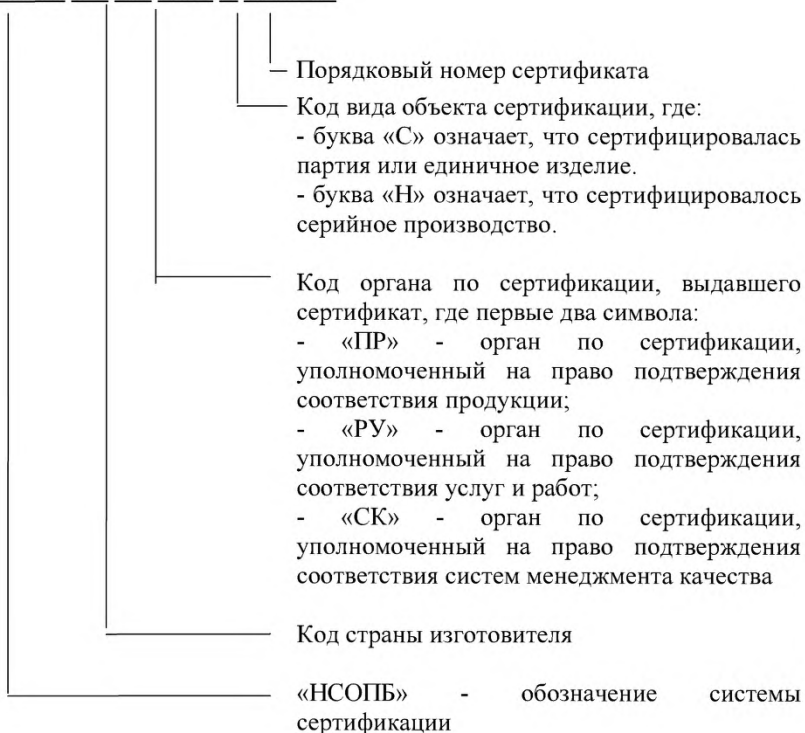 Порядковый номер сертификата
Код вида объекта сертификации, где:
- буква «С» означает, что сертифицировалась
партия или единичное изделие.
- буква «Н» означает, что сертифицировалось
серийное производство.
Код органа по сертификации, выдавшего
сертификат, где первые два символа:
- «ПР» - орган по сертификации,
уполномоченный на право подтверждения
соответствия продукции;
- «РУ» - орган по сертификации,
уполномоченный на право подтверждения
соответствия услуг и работ;
- «СК» - орган по сертификации,
уполномоченный на право подтверждения
соответствия систем менеджмента качества
Код страны изготовителя
«НСОПБ» - обозначение системы
сертификации